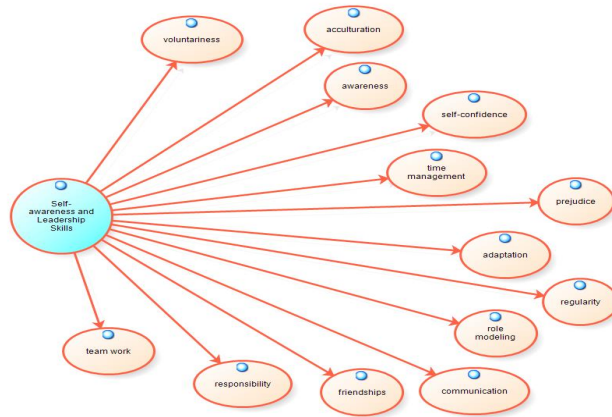 voluntariness
acculturation
awareness
self-confidence
time
management
Self-
awareness and
Leadership
Skills
prejudice
adaptation
regularity
role
modeling
team work
responsibility
friendships
communication